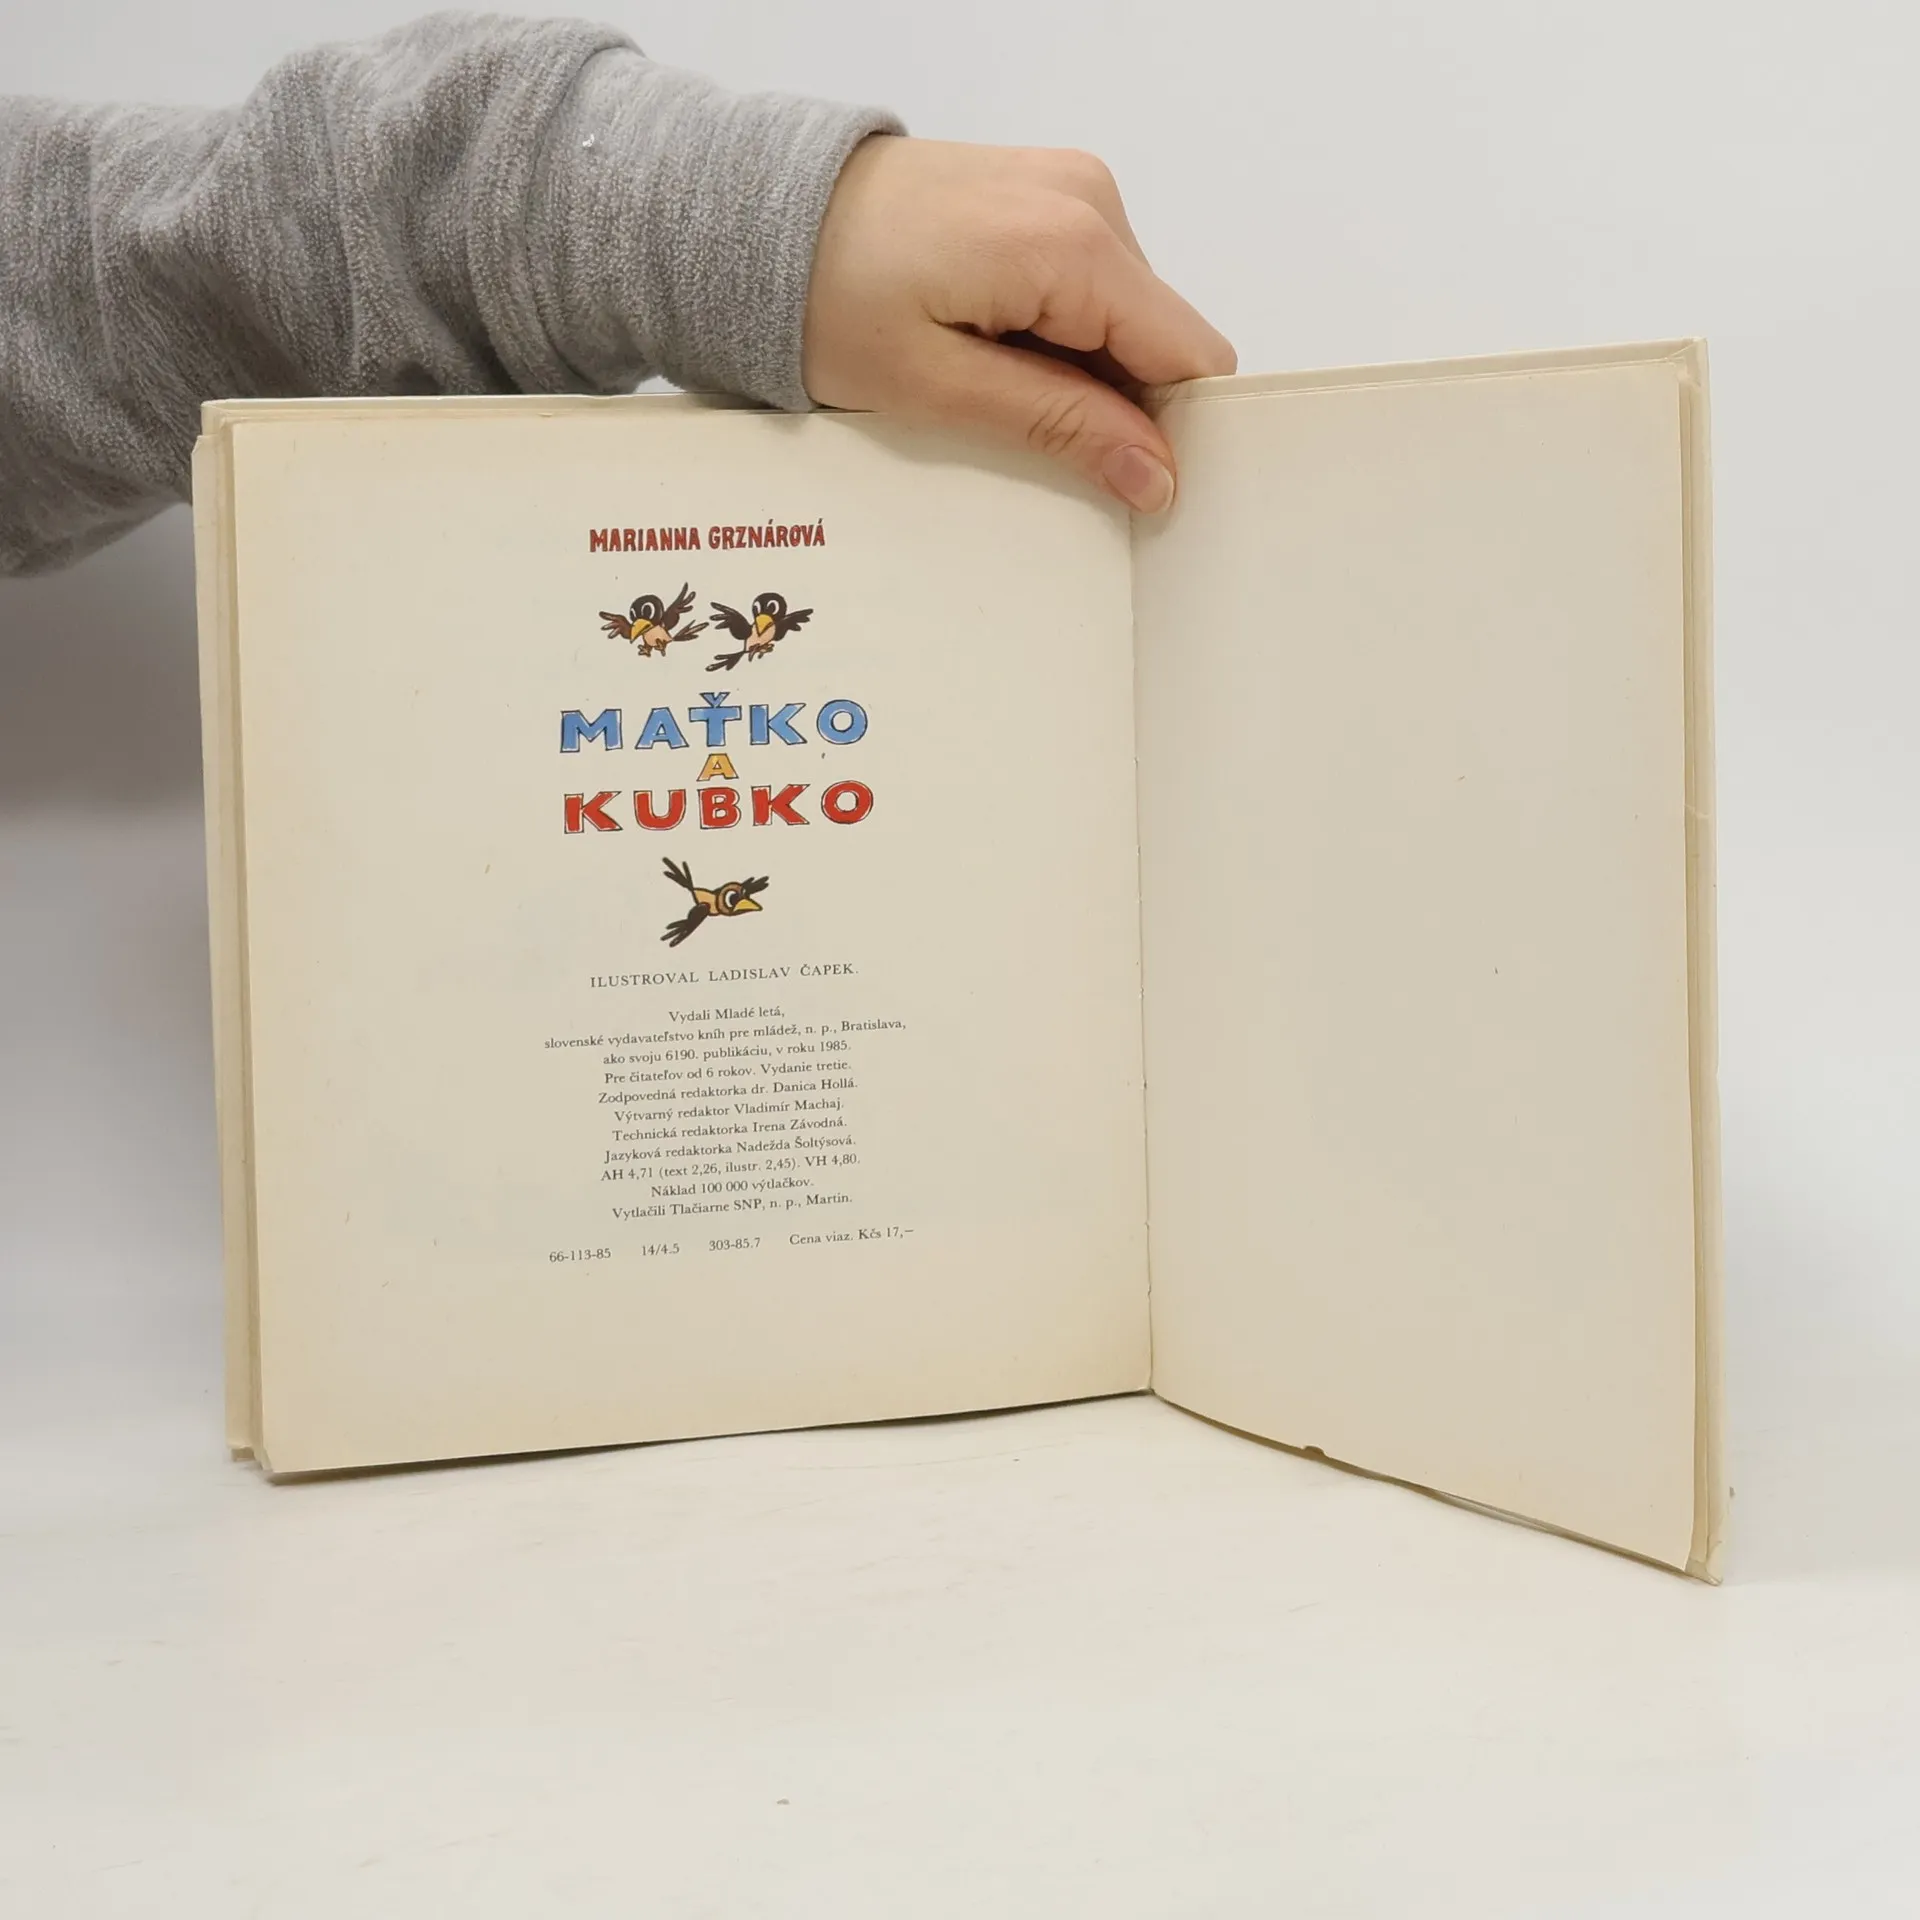 MARIANNA GRZNÁROVÁ
MAŤKO
A
KUBKO
ILUSTROVAL LADISLAV ČAPEK.
Vydali Mladé letá,
slovenské vydavateľstvo kníh pre mládež, n. p., Bratislava,
ako svoju 6190. publikáciu, v roku 1985.
Pre čitateľov od 6 rokov. Vydanie tretie.
Zodpovedná redaktorka dr. Danica Hollá.
Výtvarný redaktor Vladimír Machaj.
Technická redaktorka Irena Závodná.
Jazyková redaktorka Nadežda Šoltýsová.
AH 4,71 (text 2,26, ilustr. 2,45). VH 4,80.
Náklad 100 000 výtlačkov.
Vytlačili Tlačiarne SNP, n. p., Martin.
66-113-85 14/4.5 303-85.7 Cena viaz. Kčs 17,–